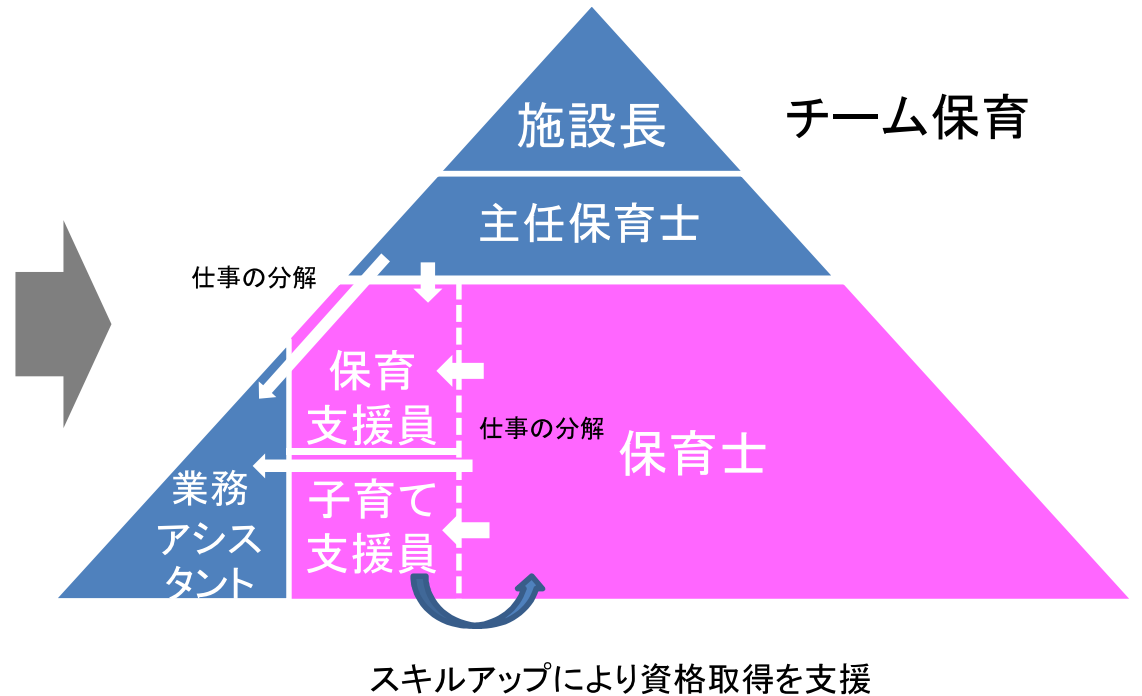 施設長
チーム保育
主任保育士
仕事の分解
保育
支援員
仕事の分解
保育士
業務
アシス
タント
子育て
支援員
スキルアップにより資格取得を支援